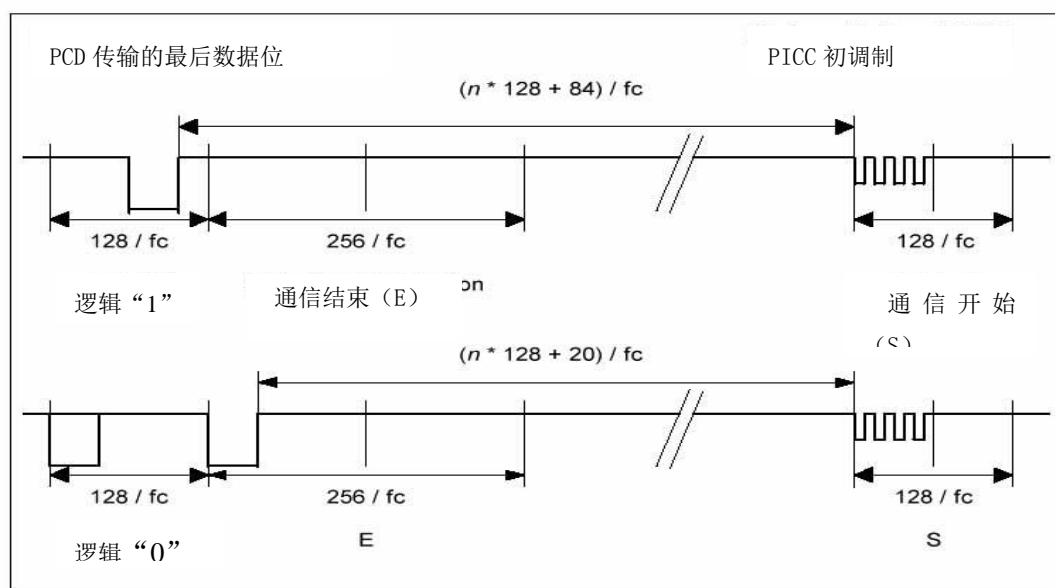 PCD 传输的最后数据位
PICC 初调制
(n * 128 + 84) / fc
128 / fc
256 / fc
128 / fc
逻辑“1”
通信结束（E）
on
通 信 开 始
（S）
(n * 128 + 20) / fc
128 / fc
256 / fc
128 / fc
逻辑“0”
E
S